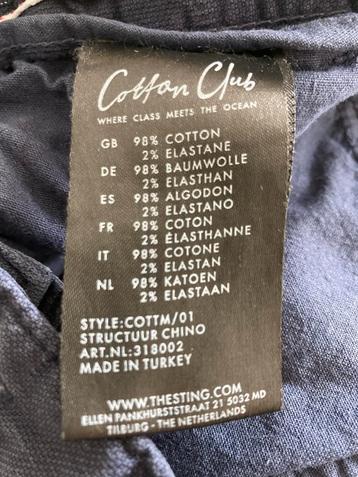 Cotton Club
WHERE CLASS MEETS THE OCEAN
GB 98% COTTON
2% ELASTANE
DE 98% BAUMWOLLE
2% ELASTHAN
ES 98% ALGODON
2% ELASTANO
FR 98% COTON
2% ÉLASTHANNE
IT 98% COTONE
2% ELASTAN
NL 98% KATOEN
2% ELASTAAN
STYLE:COTTM/01
STRUCTUUR CHINO
ART.NL:318002
MADE IN TURKEY
WWW.THESTING.COM
ELLEN PANKHURSTSTRAAT 21 5032 MD
TILBURG - THE NETHERLANDS